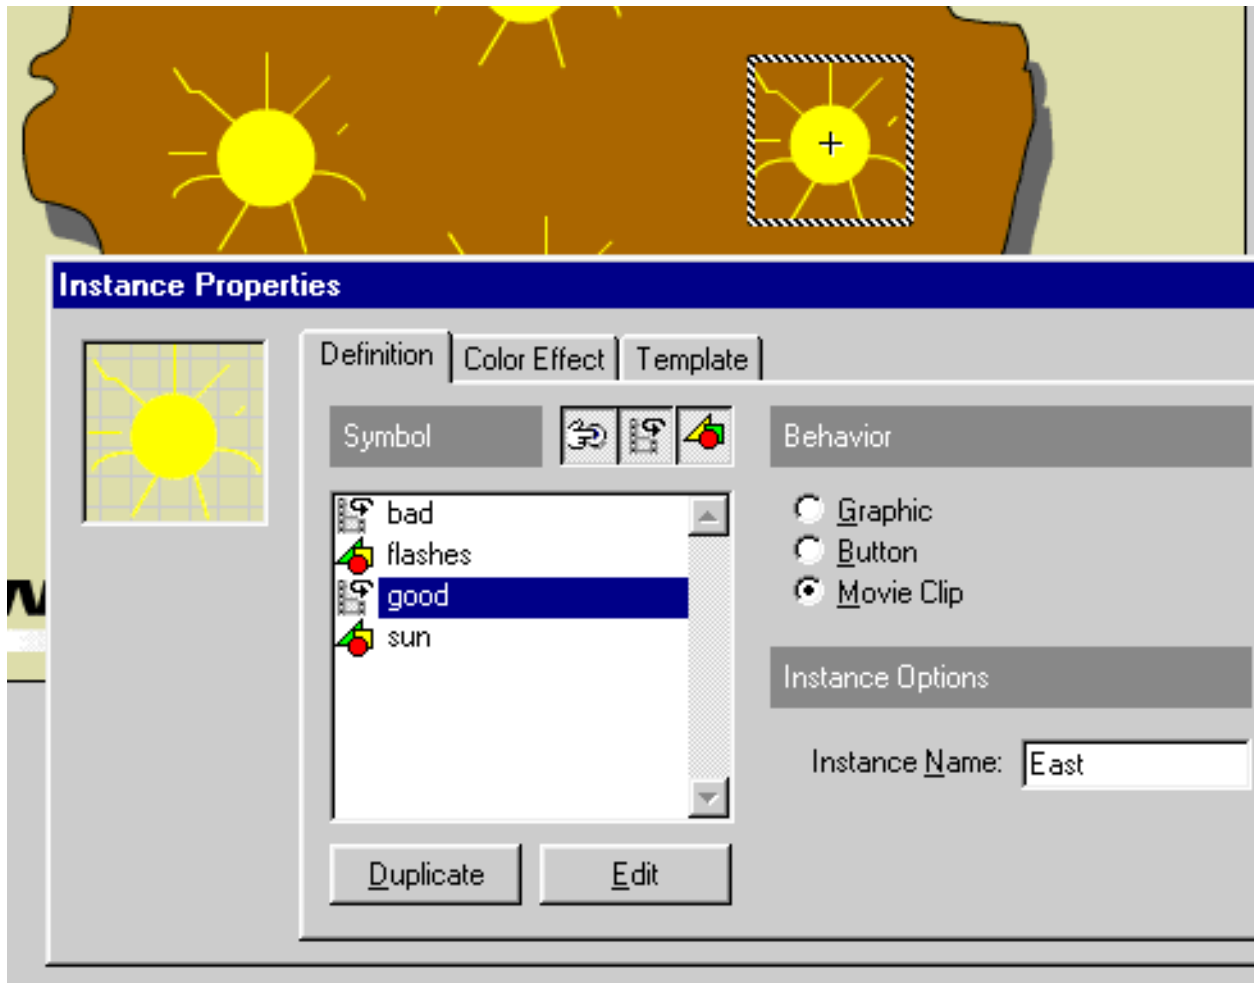 Instance Properties
Definition
Color Effect
Template
Symbol
bad
flashes
good
sun
Duplicate
Edit
Behavior
Graphic
Button
Movie Clip
Instance Options
Instance Name: East